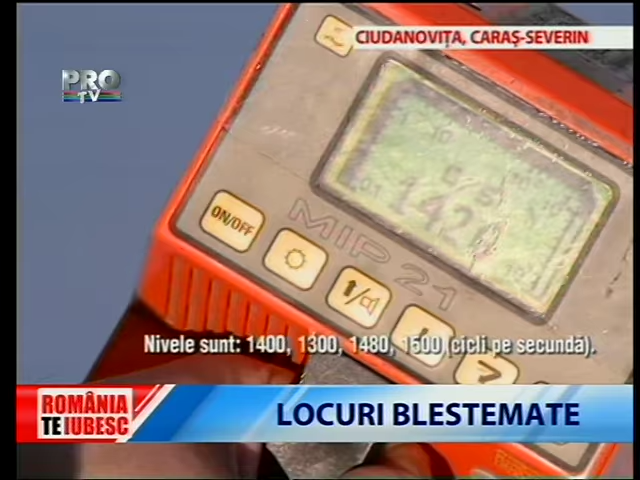 CIUDANOVIȚA, CARAȘ-SEVERIN
PRO
TV
ON/OFF
MIP 21
Nivele sunt: 1400, 1300, 1480, 1500 (cicli pe secundă).
ROMÂNIA
TE IUBESC
LOCURI BLESTEMATE